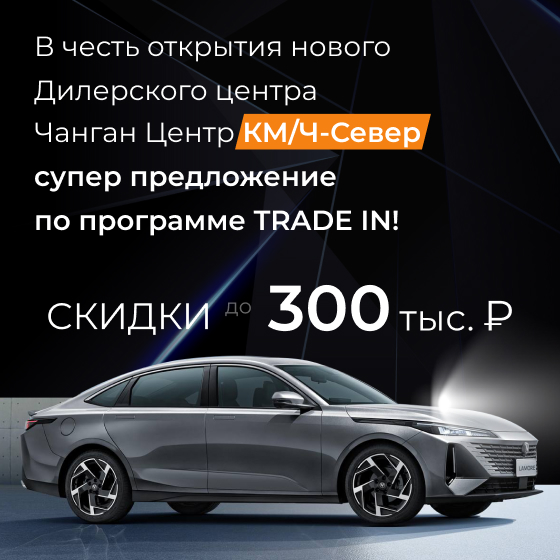 В честь открытия нового
Дилерского центра
Чанган Центр КМ/Ч-Север
супер предложение
по программе TRADE IN!
СКИДКИ до 300 тыс. ₽
LAMORE